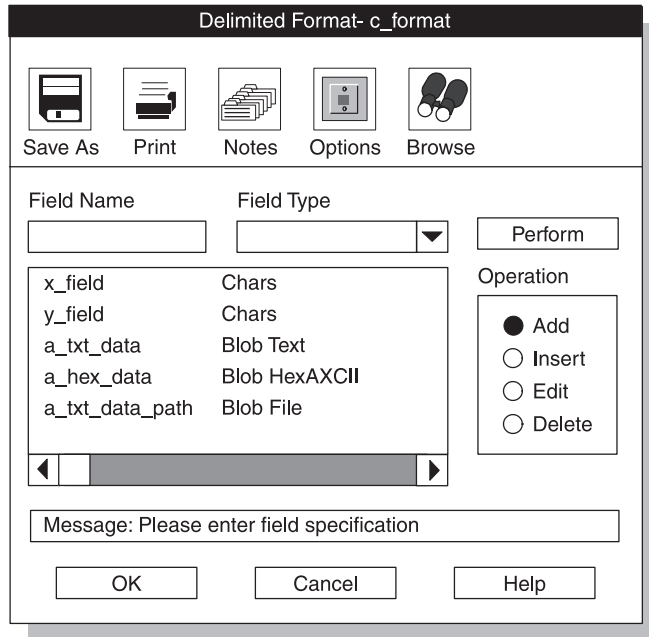 Delimited Format- c_format
Save As Print Notes Options Browse
Field Name Field Type
Perform
x_field Chars
y_field Chars
a_txt_data Blob Text
a_hex_data Blob HexAXCII
a_txt_data_path Blob File
Operation
Add
Insert
Edit
Delete
Message: Please enter field specification
OK Cancel Help